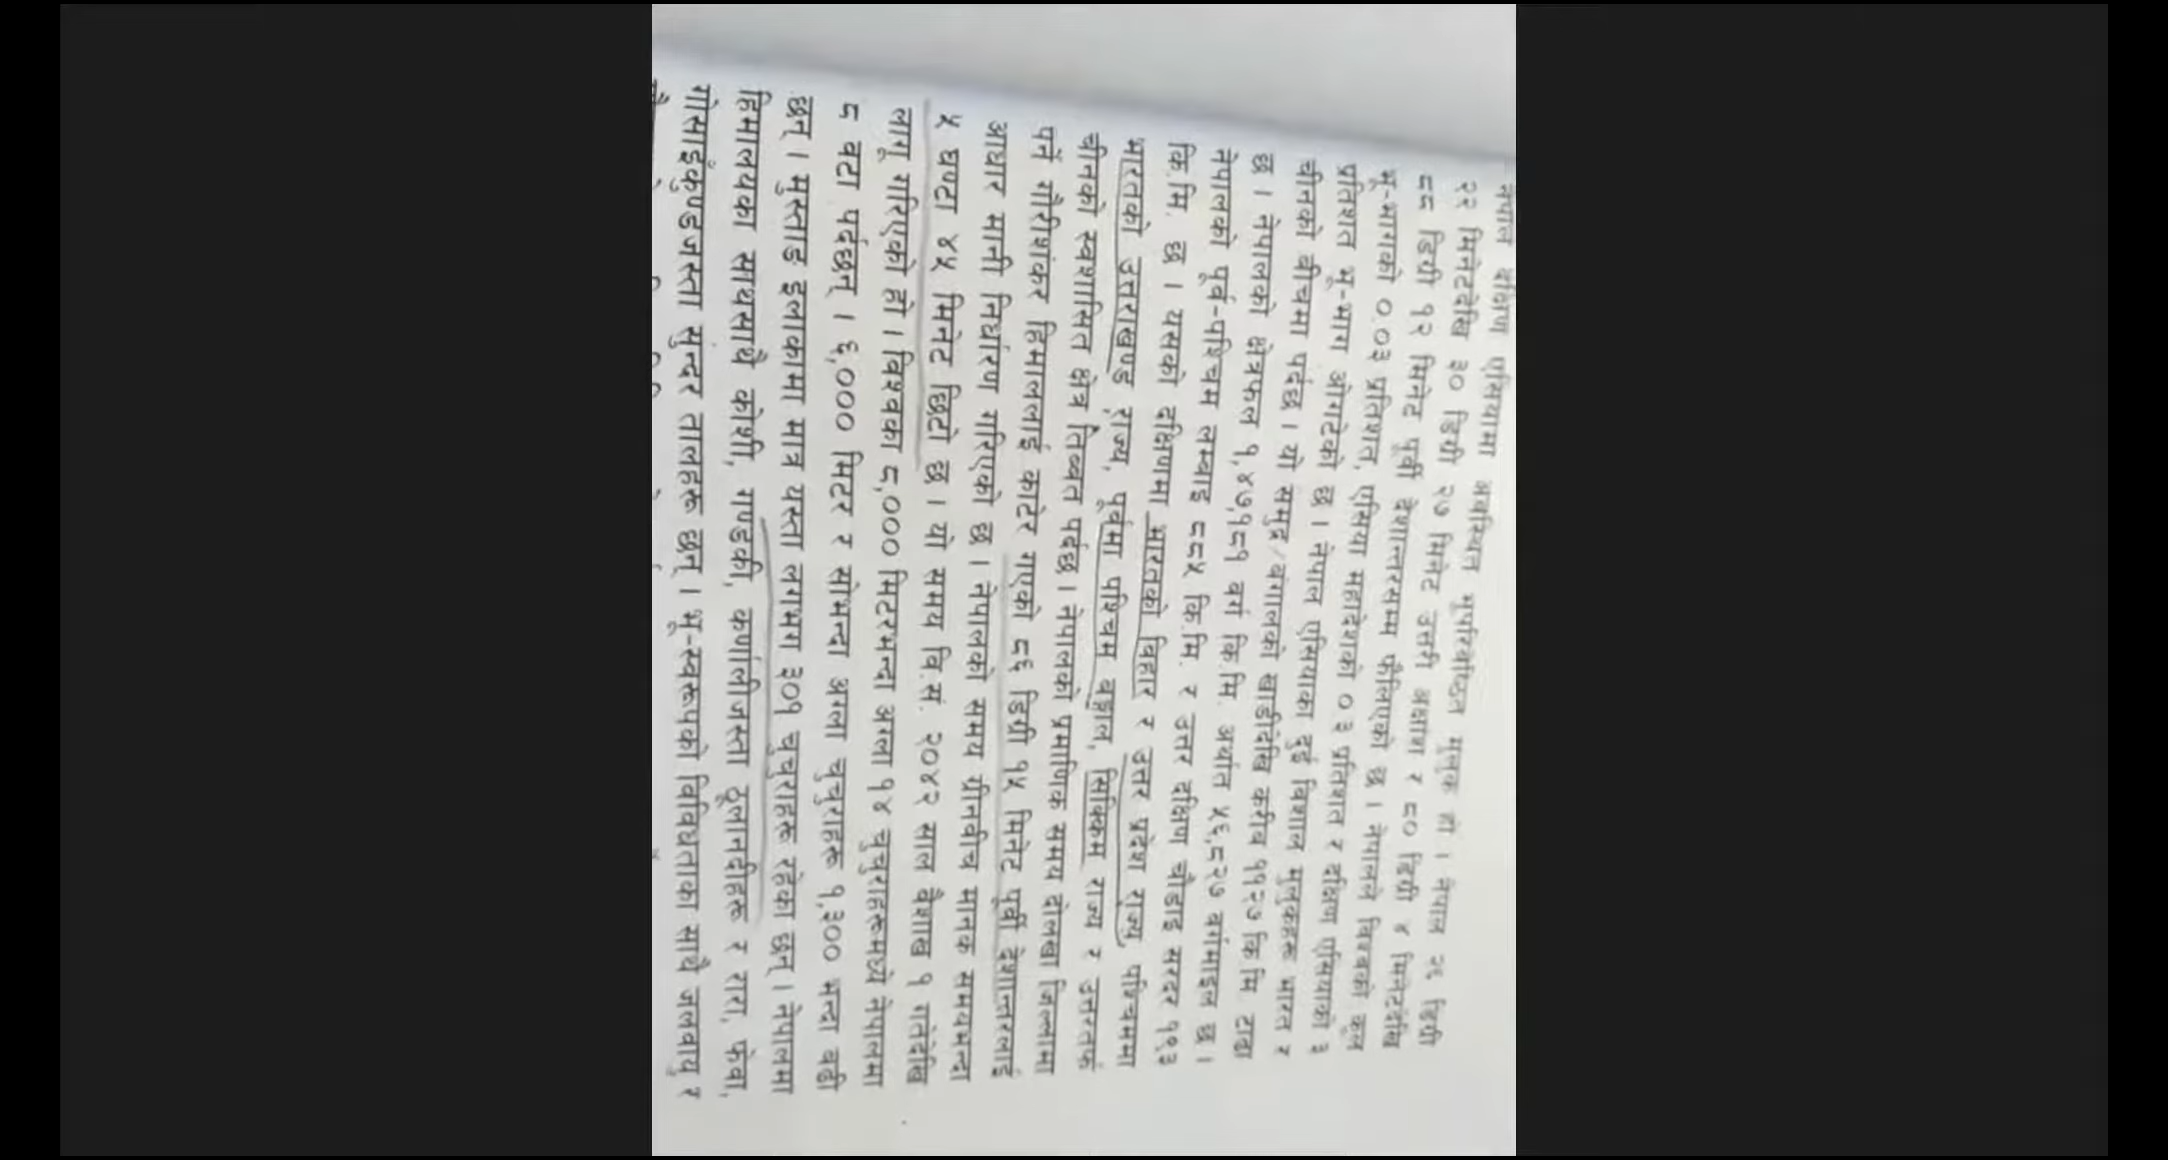 नेपाल दक्षिण एसियामा अवस्थित भूपरिवेष्ठित मुलुक हो । नेपाल २६ डिग्री
२२ मिनेटदेखि ३० डिग्री २७ मिनेट उत्तरी अक्षांश र ८० डिग्री ४ मिनेटदेखि
८८ डिग्री १२ मिनेट पूर्वी देशान्तरसम्म फैलिएको छ । नेपालले विश्वको कूल
भू-भागको ०.०३ प्रतिशत, एसिया महादेशको ०.३ प्रतिशत र दक्षिण एसियाको ३
प्रतिशत भू-भाग ओगटेको छ । नेपाल एसियाका दुई विशाल मुलुकहरू भारत र
चीनको बीचमा पर्दछ । यो समुद्र/बंगालको खाडीदेखि करीब ११२७ कि.मि. टाढा
छ । नेपालको क्षेत्रफल १,४७,१८१ वर्ग कि.मि. अर्थात ५६,८२७ वर्गमाइल छ ।
नेपालको पूर्व-पश्चिम लम्बाइ ८८५ कि.मि. र उत्तर दक्षिण चौडाइ सरदर १९३
कि.मि. छ । यसको दक्षिणमा भारतको विहार र उत्तर प्रदेश राज्य, पश्चिममा
भारतको उत्तराखण्ड राज्य, पूर्वमा पश्चिम बङ्गाल, सिक्किम राज्य र उत्तरतर्फ
चीनको स्वशासित क्षेत्र तिब्बत पर्दछ । नेपालको प्रमाणिक समय दोलखा जिल्लामा
पर्ने गौरीशंकर हिमाललाई काटेर गएको ८६ डिग्री १५ मिनेट पूर्वी देशान्तरलाई
आधार मानी निर्धारण गरिएको छ । नेपालको समय ग्रीनवीच मानक समयभन्दा
५ घण्टा ४५ मिनेट छिटो छ । यो समय वि.सं. २०४२ साल वैशाख १ गतेदेखि
लागू गरिएको हो । विश्वका ८,००० मिटरभन्दा अग्ला १४ चुचुराहरूमध्ये नेपालमा
८ वटा पर्दछन् । ६,००० मिटर र सोभन्दा अग्ला चुचुराहरू १,३०० भन्दा बढी
छन् । मुस्ताङ इलाकामा मात्र यस्ता लगभग ३०१ चुचुराहरू रहेका छन् । नेपालमा
हिमालयका साथसाथै कोशी, गण्डकी, कर्णालीजस्ता ठूलानदीहरू र रारा, फेवा,
गोसाइँकुण्डजस्ता सुन्दर तालहरू छन् । भू-स्वरूपको विविधताका साथै जलवायु र